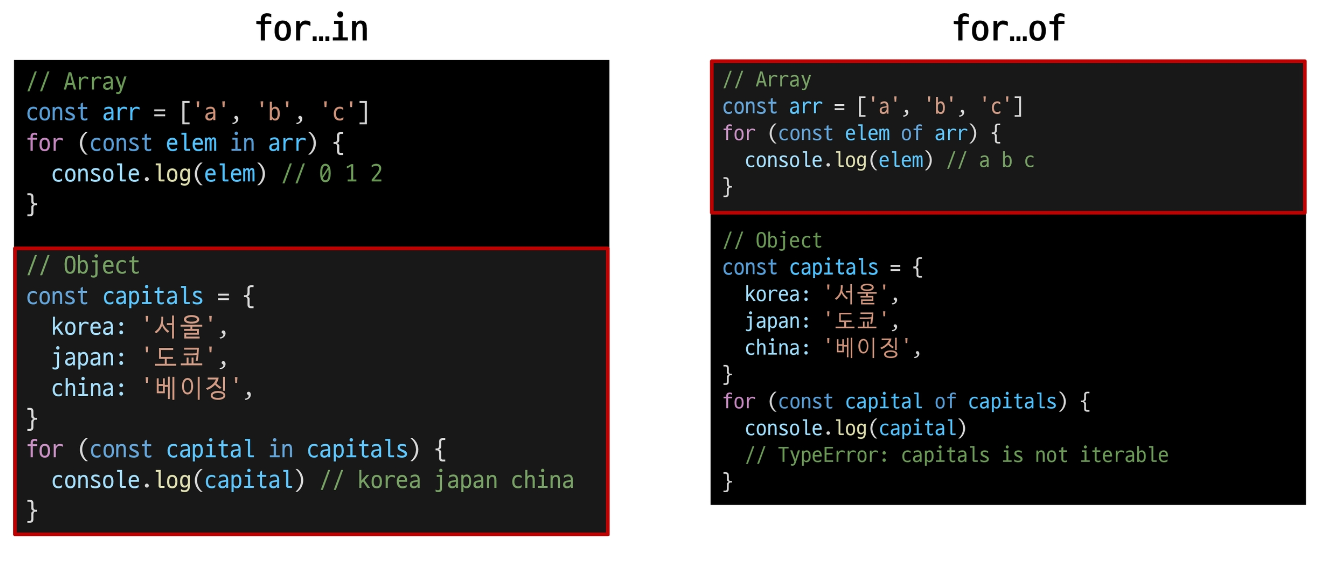 for…in
// Array
const arr = ['a', 'b', 'c']
for (const elem in arr) {
  console.log(elem) // 0 1 2
}
// Object
const capitals = {
  korea: '서울',
  japan: '도쿄',
  china: '베이징',
}
for (const capital in capitals) {
  console.log(capital) // korea japan china
}
for…of
// Array
const arr = ['a', 'b', 'c']
for (const elem of arr) {
  console.log(elem) // a b c
}
// Object
const capitals = {
  korea: '서울',
  japan: '도쿄',
  china: '베이징',
}
for (const capital of capitals) {
  console.log(capital)
  // TypeError: capitals is not iterable
}